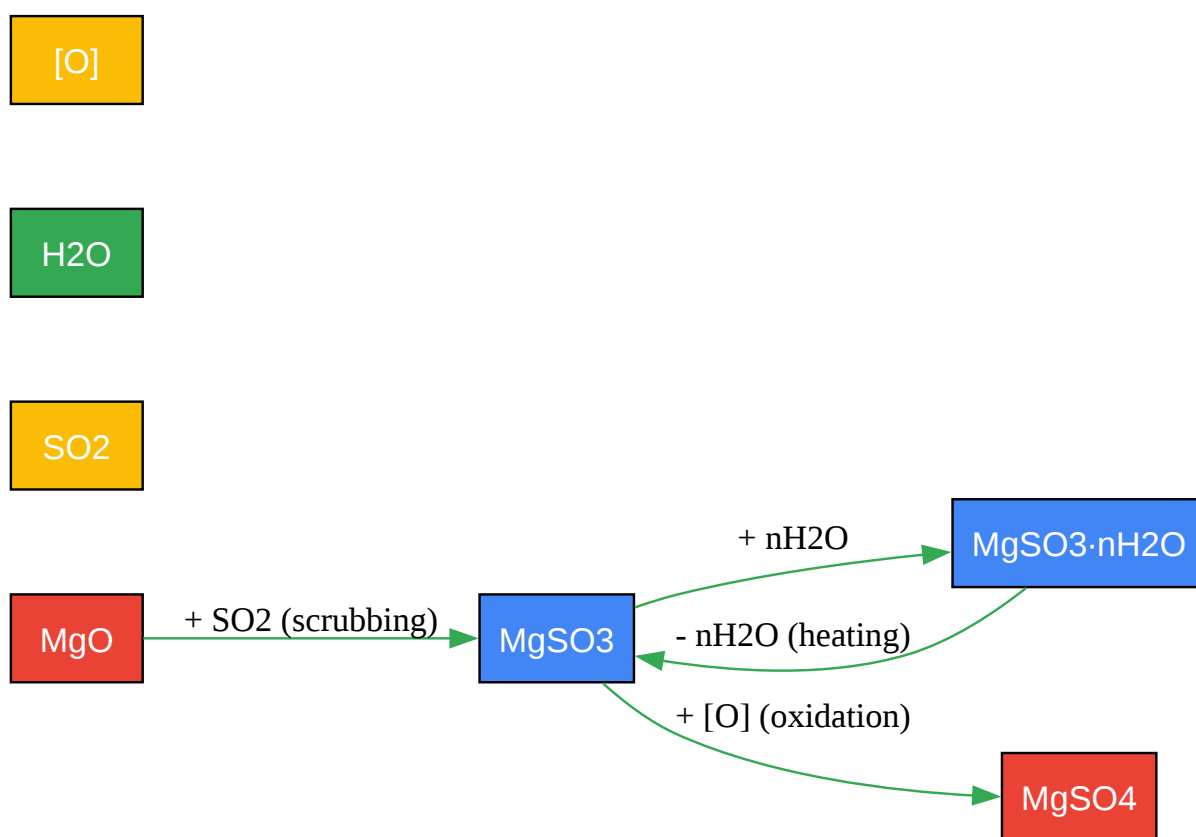 [O]
H2O
SO2
+ nH2O
MgSO3·nH2O
+ SO2 (scrubbing)
MgO
MgSO3
- nH2O (heating)
+ [O] (oxidation)
MgSO4